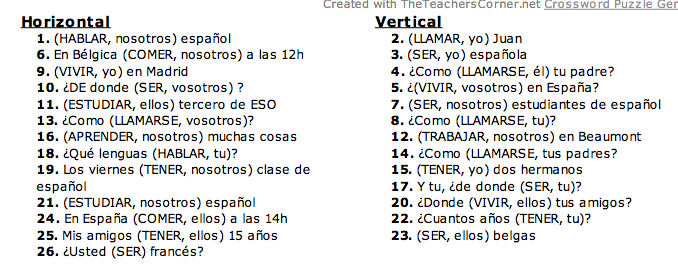 Created with TheTeachersCorner.net Crossword Puzzle Ger
Horizontal
1. (HABLAR, nosotros) español
6. En Bélgica (COMER, nosotros) a las 12h
9. (VIVIR, yo) en Madrid
10. ¿DE donde (SER, vosotros) ?
11. (ESTUDIAR, ellos) tercero de ESO
13. ¿Como (LLAMARSE, vosotros)?
16. (APRENDER, nosotros) muchas cosas
18. ¿Qué lenguas (HABLAR, tu)?
19. Los viernes (TENER, nosotros) clase de
español
21. (ESTUDIAR, nosotros) español
24. En España (COMER, ellos) a las 14h
25. Mis amigos (TENER, ellos) 15 años
26. ¿Usted (SER) francés?
Vertical
2. (LLAMAR, yo) Juan
3. (SER, yo) española
4. ¿Como (LLAMARSE, él) tu padre?
5. ¿(VIVIR, vosotros) en España?
7. (SER, nosotros) estudiantes de español
8. ¿Como (LLAMARSE, tu)?
12. (TRABAJAR, nosotros) en Beaumont
14. ¿Como (LLAMARSE, tus padres?
15. (TENER, yo) dos hermanos
17. Y tu, ¿de donde (SER, tu)?
20. ¿Donde (VIVIR, ellos) tus amigos?
22. ¿Cuantos años (TENER, tu)?
23. (SER, ellos) belgas